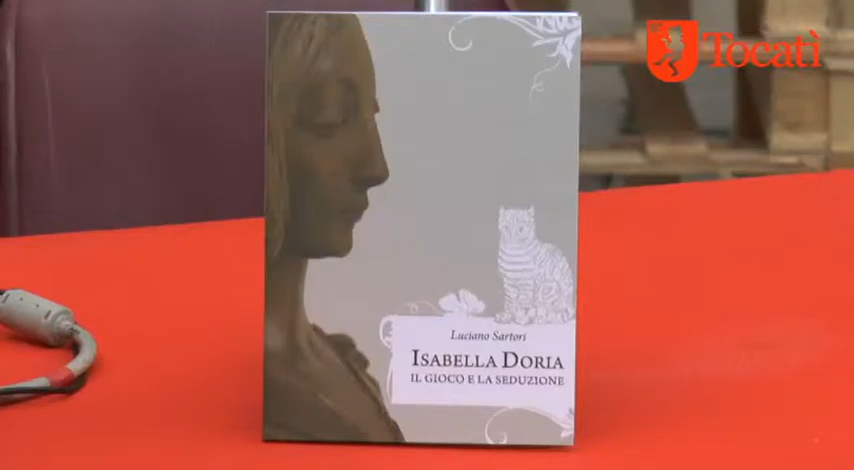 Tocatì
Luciano Sartori
ISABELLA DORIA
IL GIOCO E LA SEDUZIONE